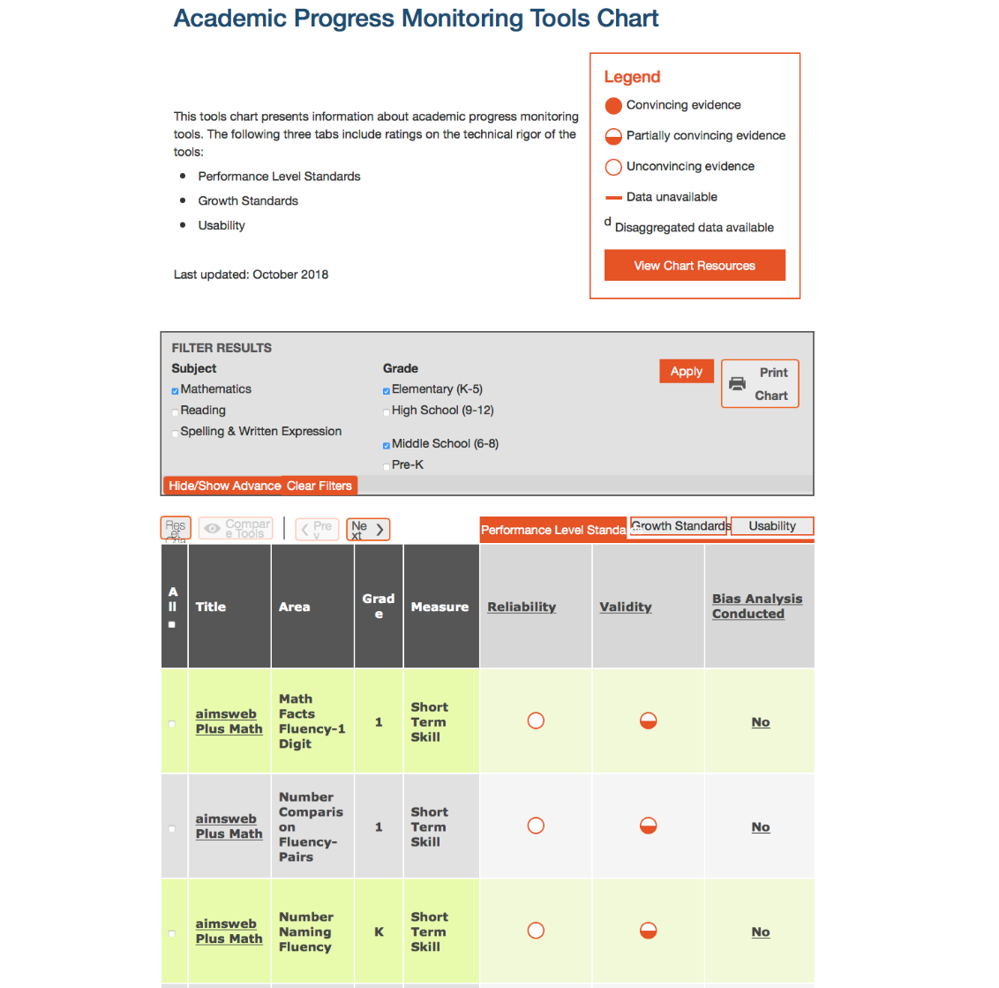 Academic Progress Monitoring Tools Chart
This tools chart presents information about academic progress monitoring
tools. The following three tabs include ratings on the technical rigor of the
tools:
Performance Level Standards
Growth Standards
Usability
Last updated: October 2018
Legend
Convincing evidence
Partially convincing evidence
Unconvincing evidence
Data unavailable
d Disaggregated data available
View Chart Resources
FILTER RESULTS
Subject
Mathematics
Reading
Spelling & Written Expression
Grade
Elementary (K-5)
High School (9-12)
Middle School (6-8)
Pre-K
Apply
Print
Chart
Hide/Show Advance
Clear Filters
Res
et
Compar
e Tools
Pre
v
Ne
xt
Performance Level Standa
Growth Standards
Usability
A
ll
Title
Area
Grad
e
Measure
Reliability
Validity
Bias Analysis
Conducted
aimsweb
Plus Math
Math
Facts
Fluency-1
Digit
1
Short
Term
Skill
No
aimsweb
Plus Math
Number
Comparis
on
Fluency-
Pairs
1
Short
Term
Skill
No
aimsweb
Plus Math
Number
Naming
Fluency
K
Short
Term
Skill
No